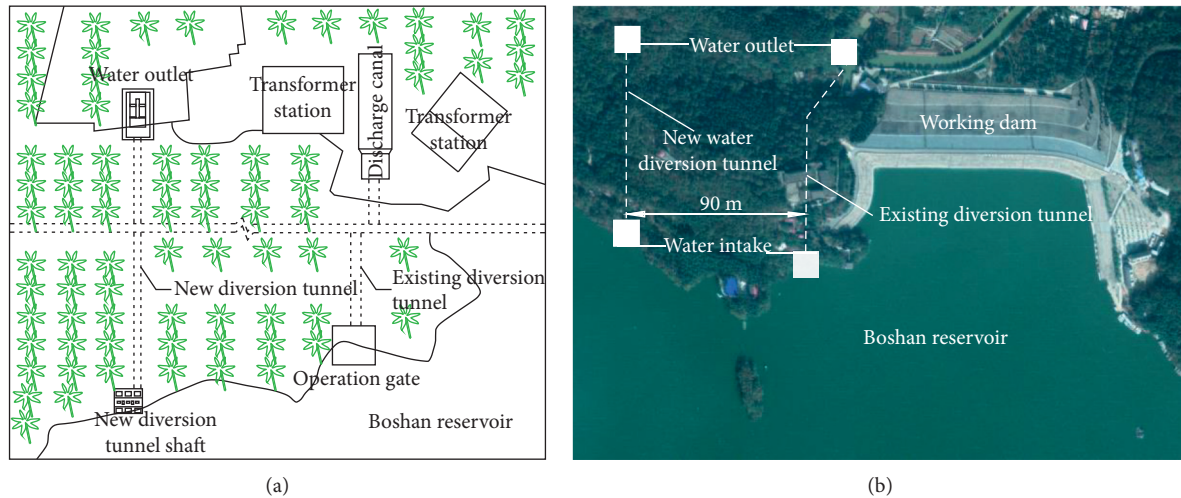 Water outlet
Transformer
station
Discharge canal
Transformer
station
New diversion tunnel
Existing diversion
tunnel
Operation gate
New diversion
tunnel shaft
Boshan reservoir
(a)
Water outlet
Working dam
New water
diversion tunnel
90 m
Existing diversion tunnel
Water intake
Boshan reservoir
(b)